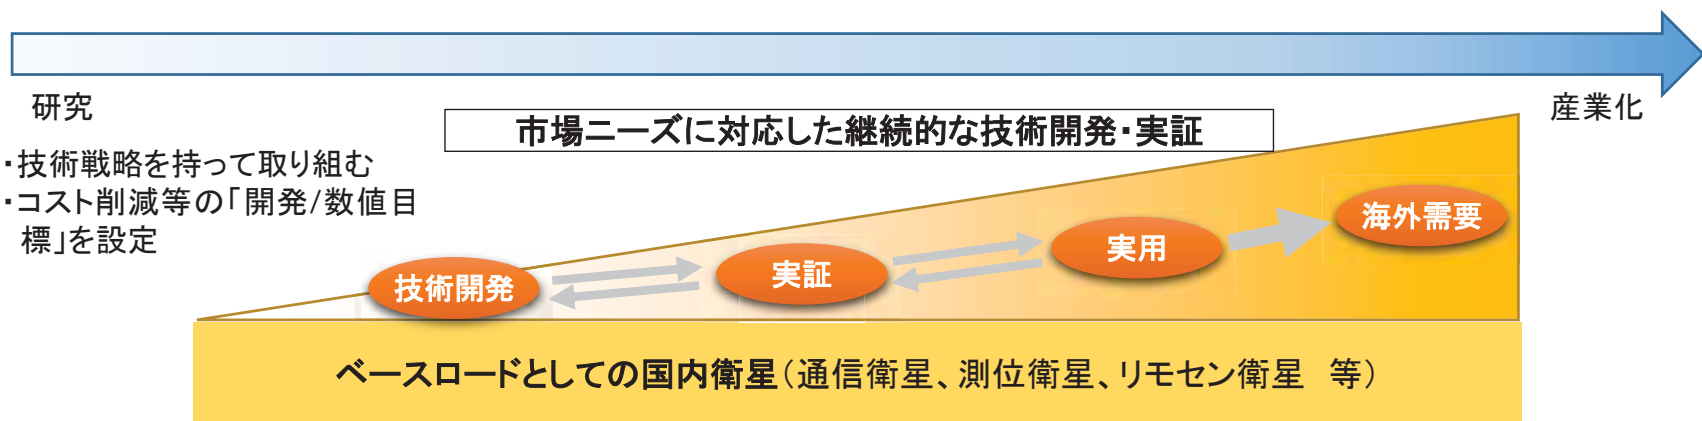 研究
産業化
市場ニーズに対応した継続的な技術開発・実証
・技術戦略を持って取り組む
・コスト削減等の「開発/数値目
標」を設定
技術開発
実証
実用
海外需要
ベースロードとしての国内衛星（通信衛星、測位衛星、リモセン衛星　等）